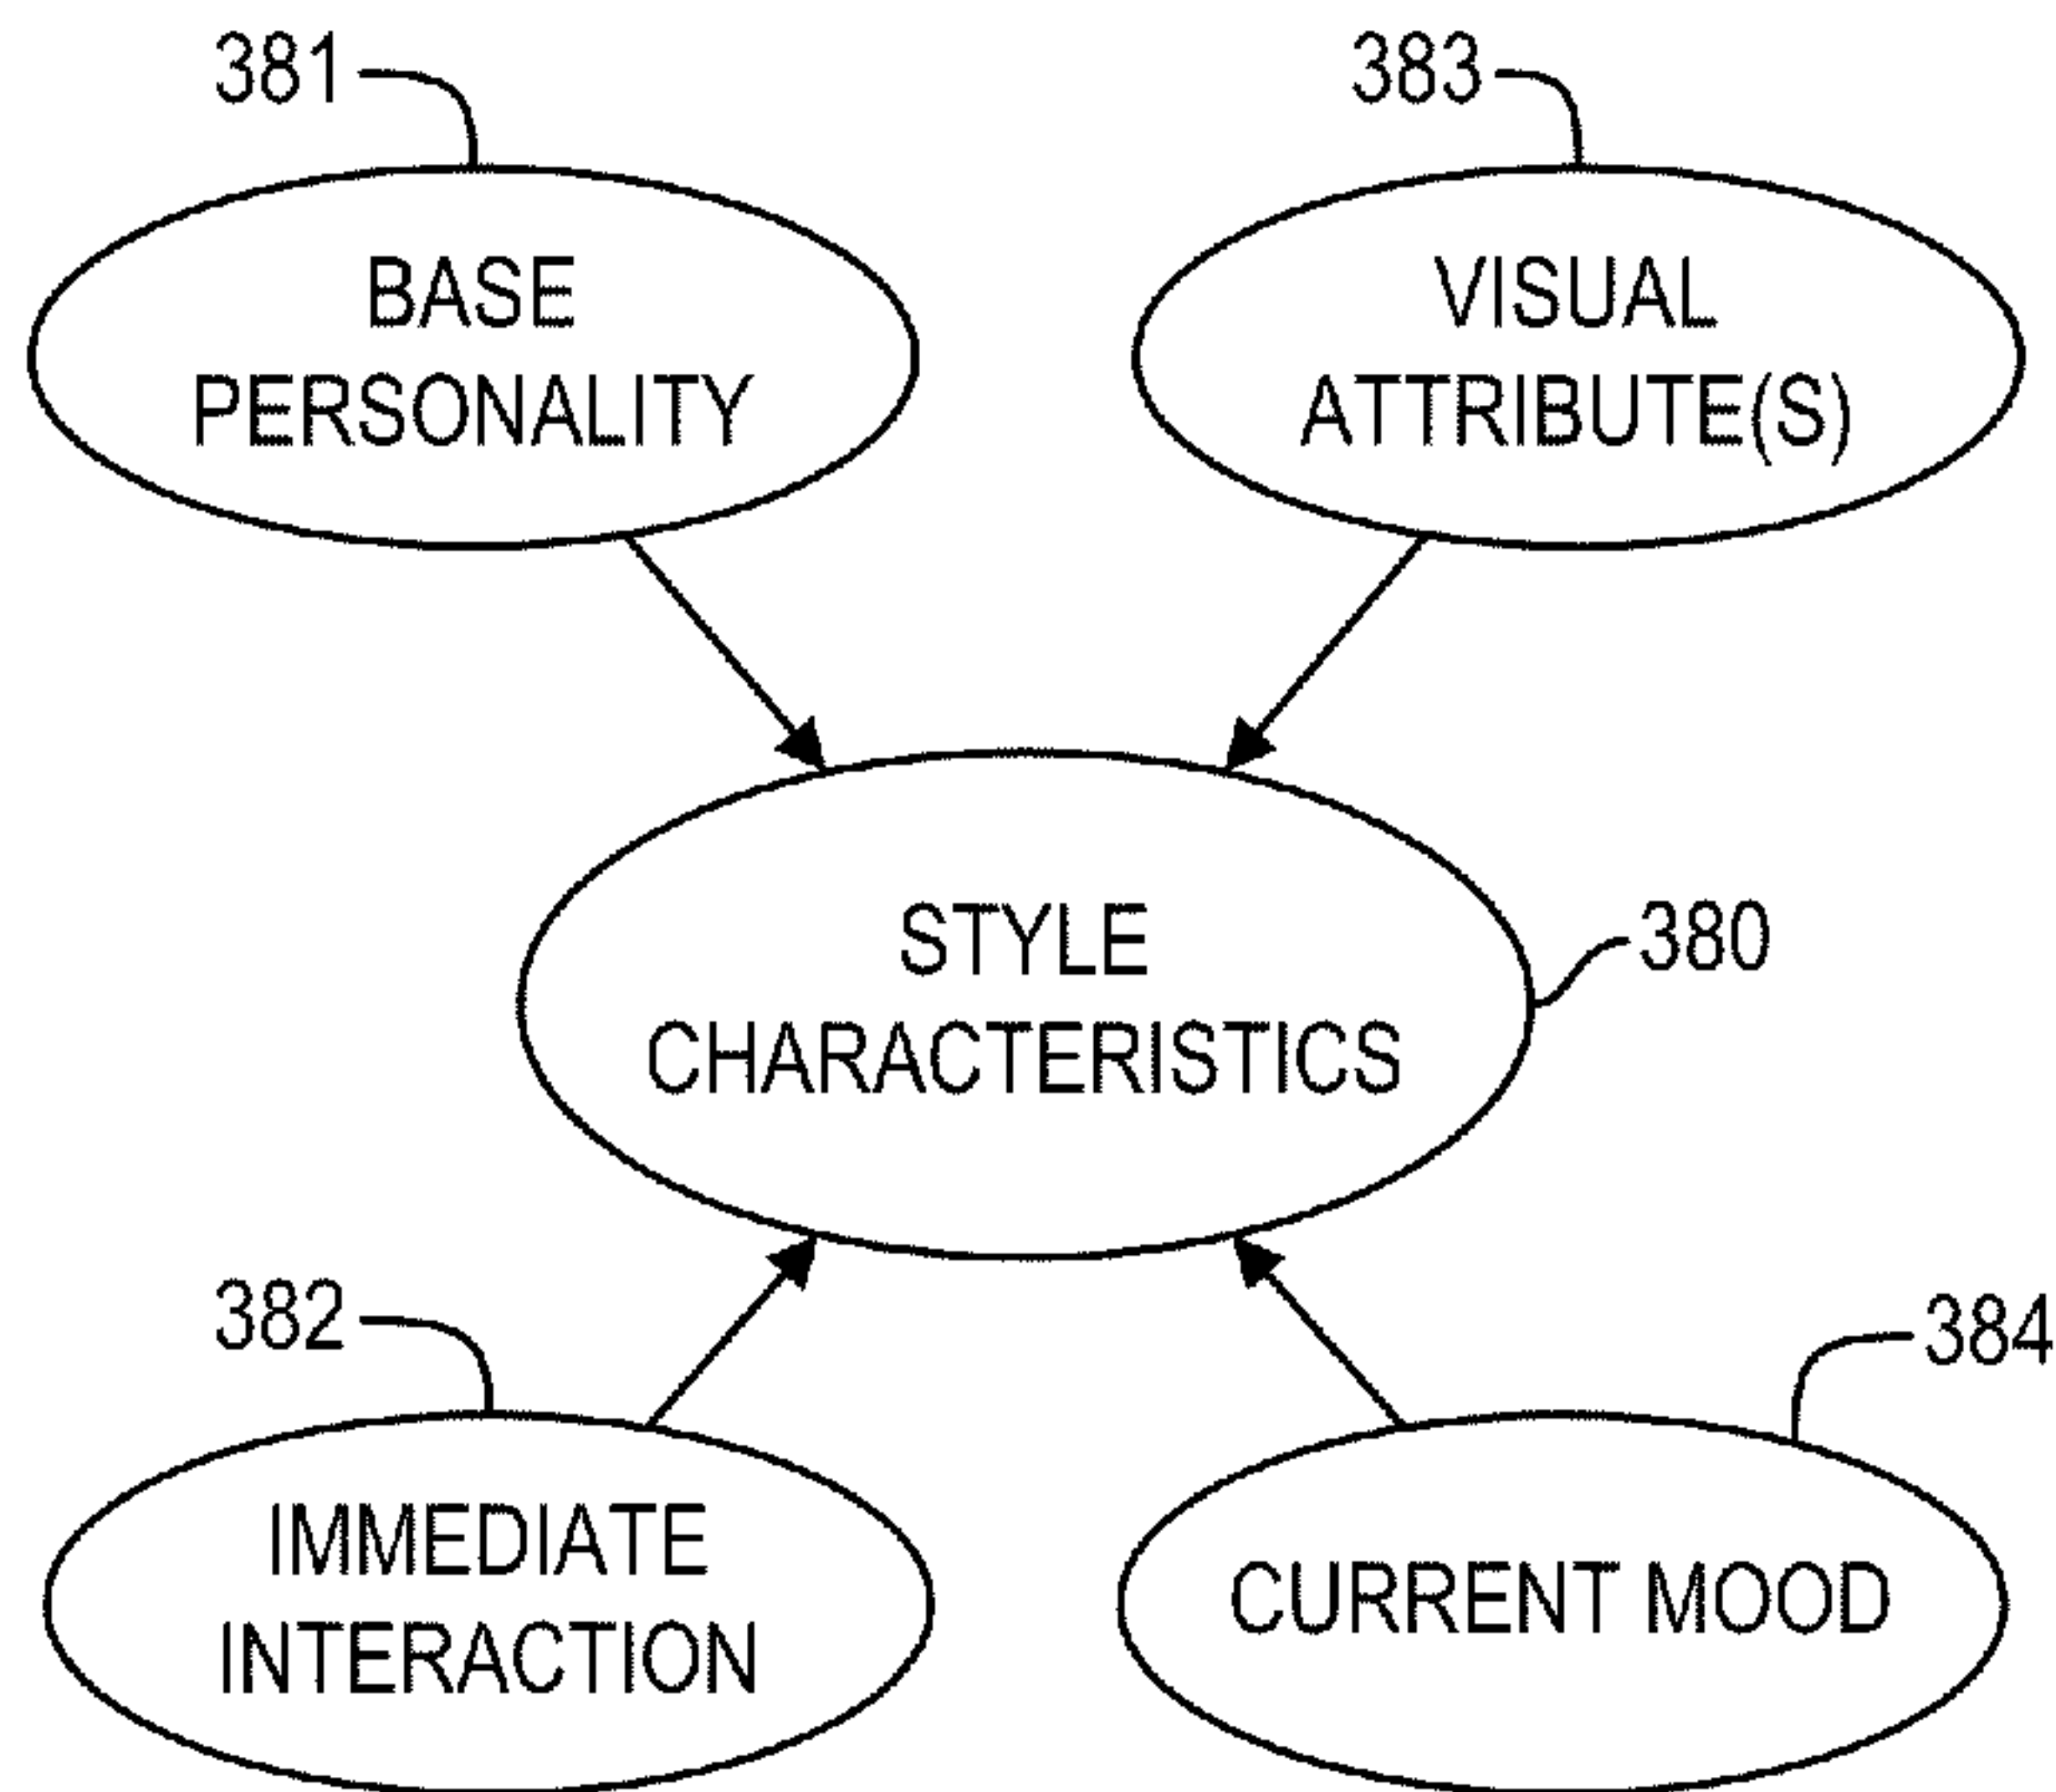 381
383
BASE
PERSONALITY
VISUAL
ATTRIBUTE(S)
STYLE
CHARACTERISTICS
380
382
384
IMMEDIATE
INTERACTION
CURRENT MOOD